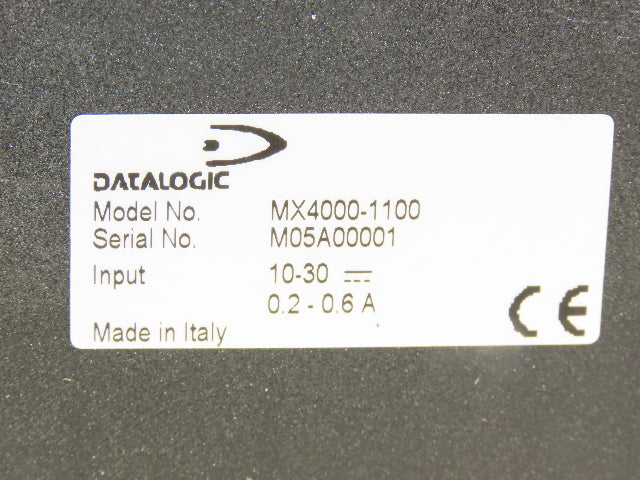 DATALOGIC
Model No. MX4000-1100
Serial No. M05A00001
Input 10-30 ⎓
0.2 - 0.6 A
Made in Italy CE